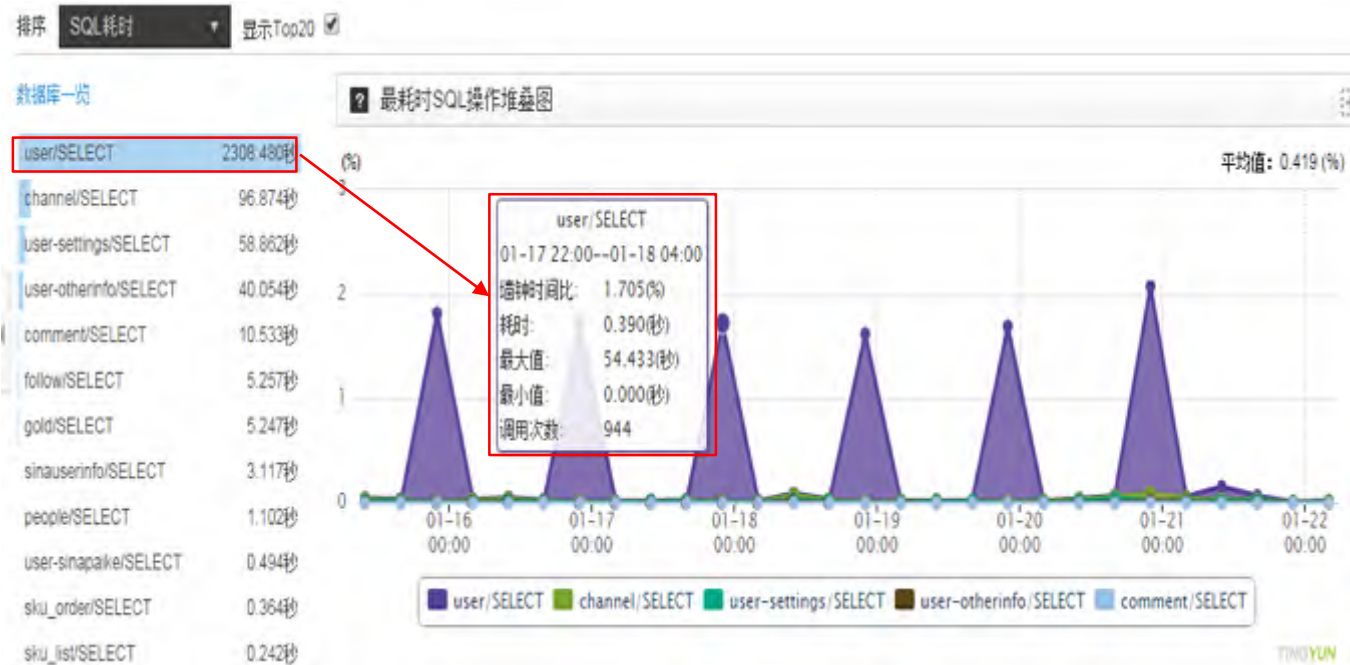 排序 SQL耗时 显示Top20
数据库一览
? 最耗时SQL操作堆叠图
user/SELECT 2308.480秒
channel/SELECT 96.874秒
user-settings/SELECT 58.862秒
user-otherinfo/SELECT 40.054秒
comment/SELECT 10.533秒
follow/SELECT 5.257秒
gold/SELECT 5.247秒
sinauserinfo/SELECT 3.117秒
people/SELECT 1.102秒
user-sinapaike/SELECT 0.494秒
sku_order/SELECT 0.364秒
sku_list/SELECT 0.242秒
(%)
平均值: 0.419 (%)
3
2
1
0
user/SELECT
01-17 22:00--01-18 04:00
墙钟时间比: 1.705(%)
耗时: 0.390(秒)
最大值: 54.433(秒)
最小值: 0.000(秒)
调用次数: 944
01-16 00:00
01-17 00:00
01-18 00:00
01-19 00:00
01-20 00:00
01-21 00:00
01-22 00:00
user/SELECT channel/SELECT user-settings/SELECT user-otherinfo/SELECT comment/SELECT
TINGYUN